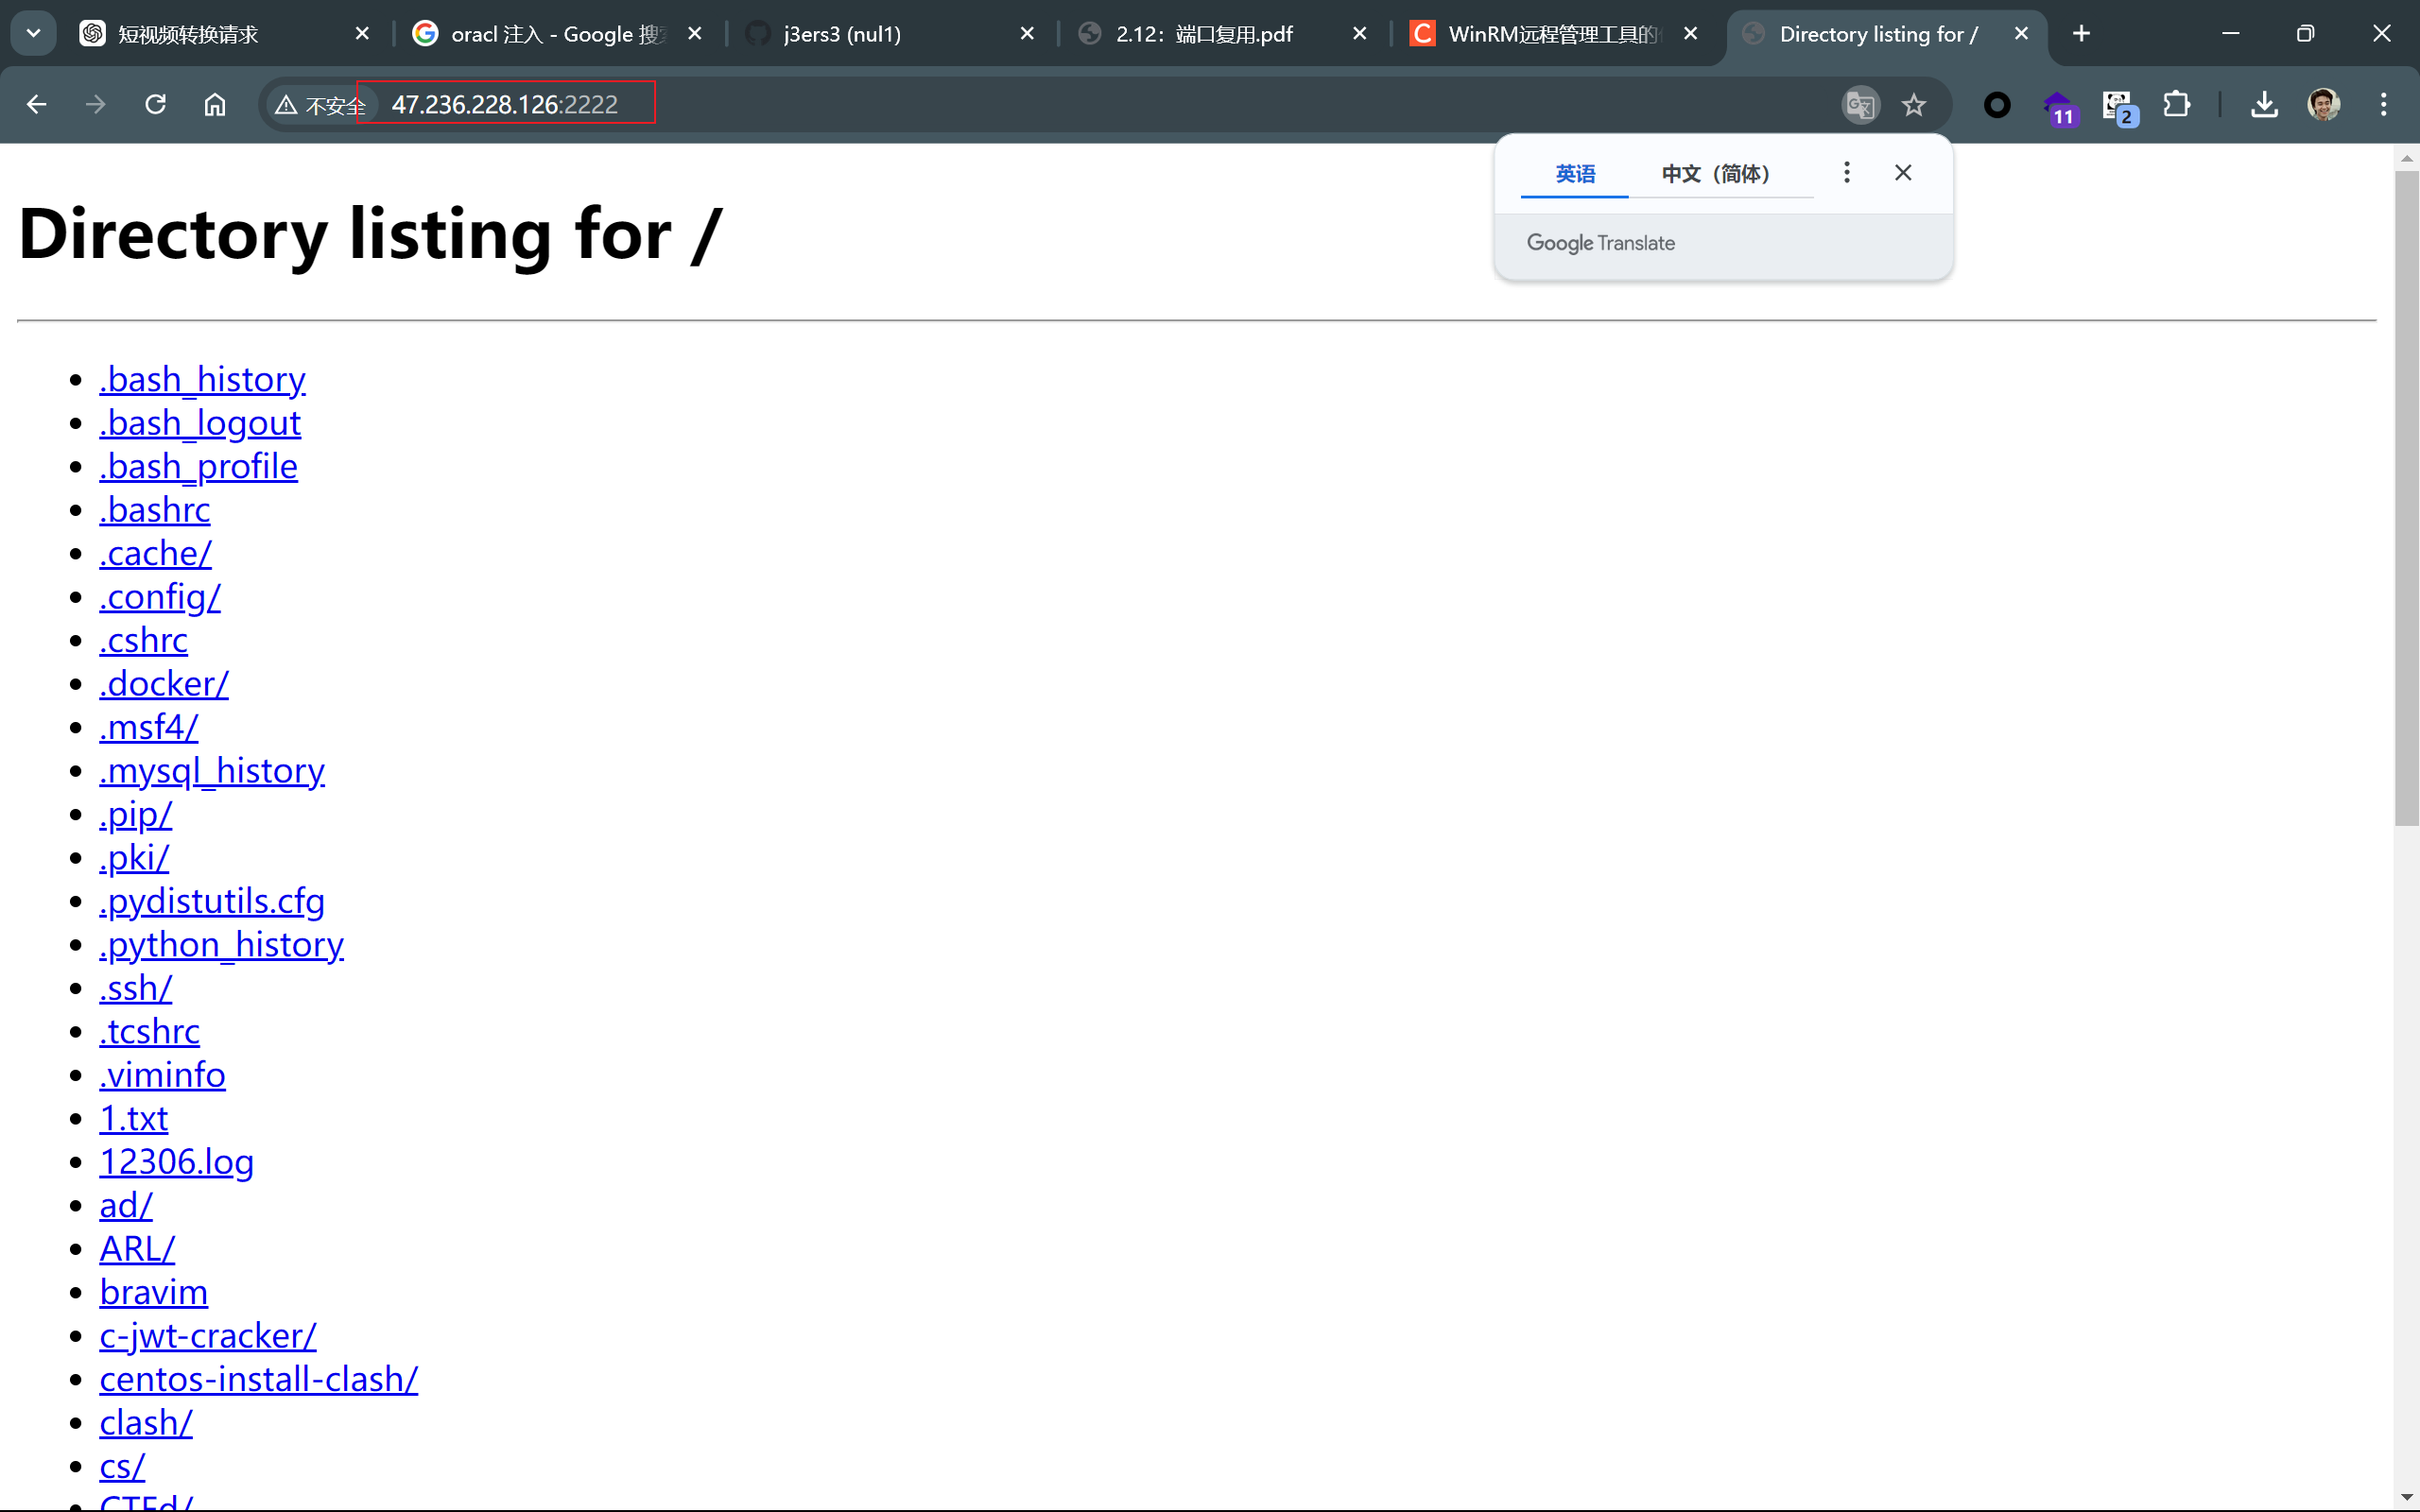 短视频转换请求
oracl 注入 - Google 搜
j3ers3 (nul1)
2.12：端口复用.pdf
WinRM远程管理工具的
Directory listing for /
不安全
47.236.228.126:2222
11
2
英语
中文（简体）
Google Translate
Directory listing for /
.bash_history
.bash_logout
.bash_profile
.bashrc
.cache/
.config/
.cshrc
.docker/
.msf4/
.mysql_history
.pip/
.pki/
.pydistutils.cfg
.python_history
.ssh/
.tcshrc
.viminfo
1.txt
12306.log
ad/
ARL/
bravim
c-jwt-cracker/
centos-install-clash/
clash/
cs/
CTFd/